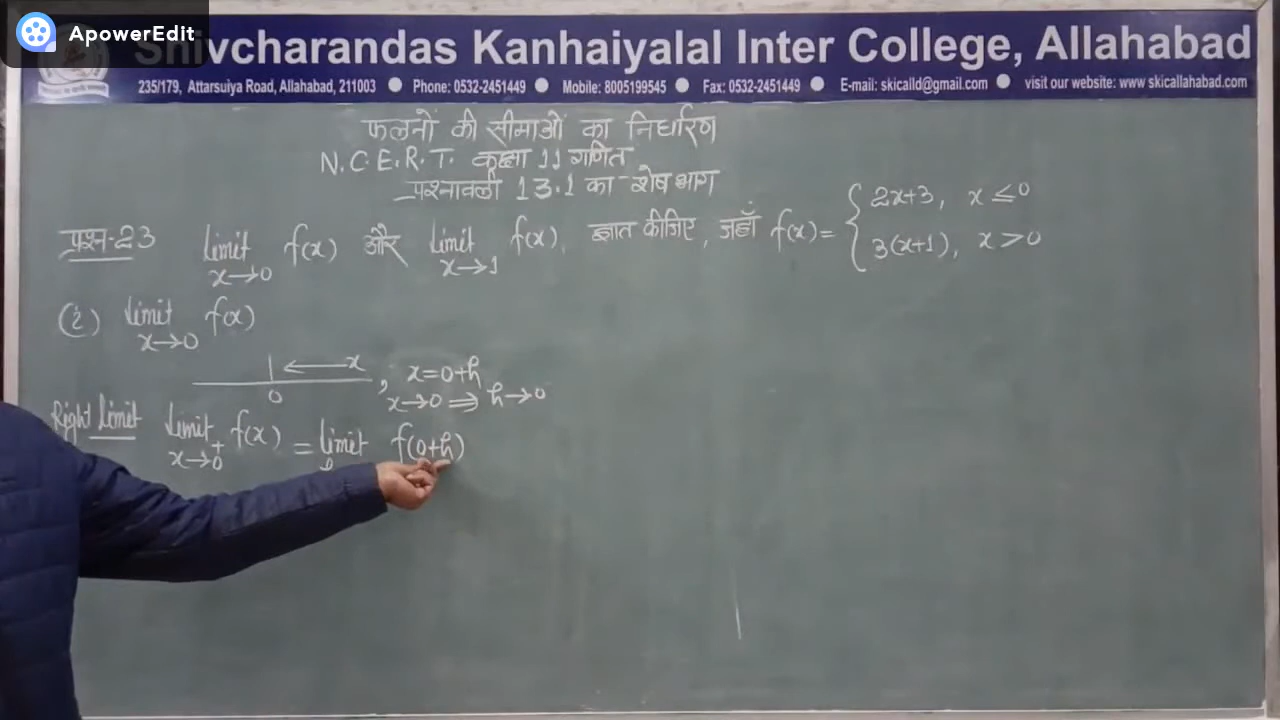 ApowerEdit
Shivcharandas Kanhaiyalal Inter College, Allahabad
235/179, Attarsuiya Road, Allahabad, 211003 ● Phone: 0532-2451449 ● Mobile: 8005199545 ● Fax: 0532-2451449 ● E-mail: skicalld@gmail.com ● visit our website: www.skicallahabad.com
फलनों की सीमाओं का निर्धारण
N.C.E.R.T. कक्षा 11 गणित
प्रश्नावली 13.1 का शेष भाग
प्रश्न-23 limit x→0 f(x) और limit x→1 f(x), ज्ञात कीजिए, जहाँ f(x)= { 2x+3, x≤0
3(x+1), x>0
(i) limit x→0 f(x)
0 ← x , x=0+h
x→0 ⇒ h→0
Right Limit limit x→0+ f(x) = limit f(0+h)